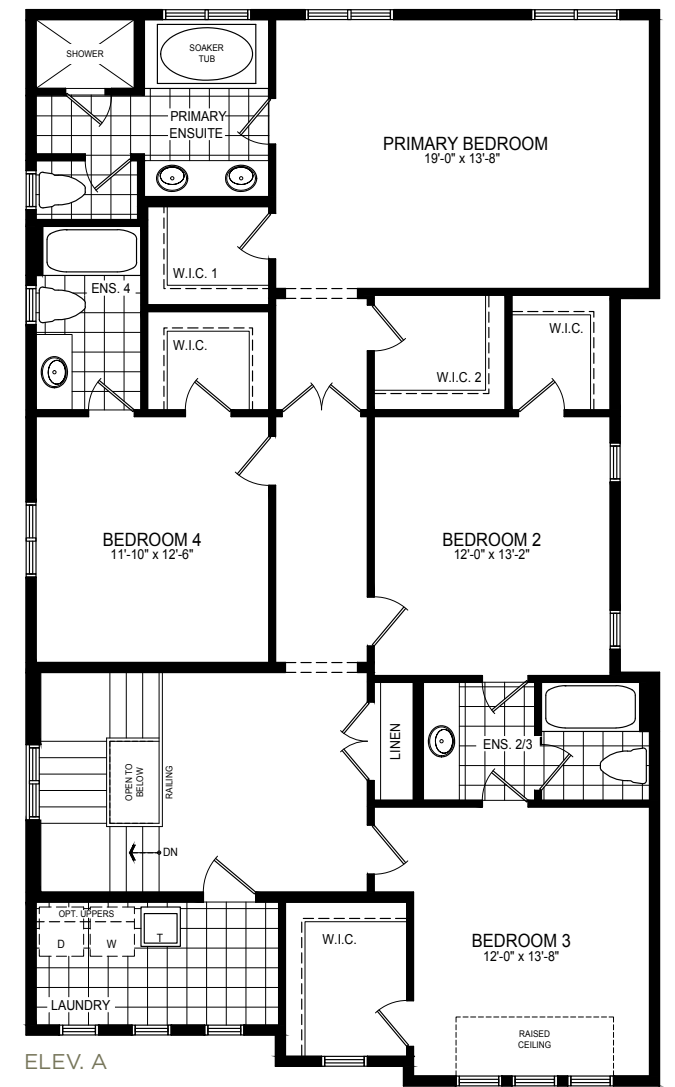 SHOWER
SOAKER
TUB
PRIMARY
ENSUITE
PRIMARY BEDROOM
19'-0" x 13'-8"
W.I.C. 1
ENS. 4
W.I.C.
W.I.C. 2
W.I.C.
BEDROOM 4
11'-10" x 12'-6"
BEDROOM 2
12'-0" x 13'-2"
OPEN TO
BELOW
RAILING
LINEN
ENS. 2/3
DN
OPT. UPPERS
D
W
T
LAUNDRY
W.I.C.
BEDROOM 3
12'-0" x 13'-8"
RAISED
CEILING
ELEV. A